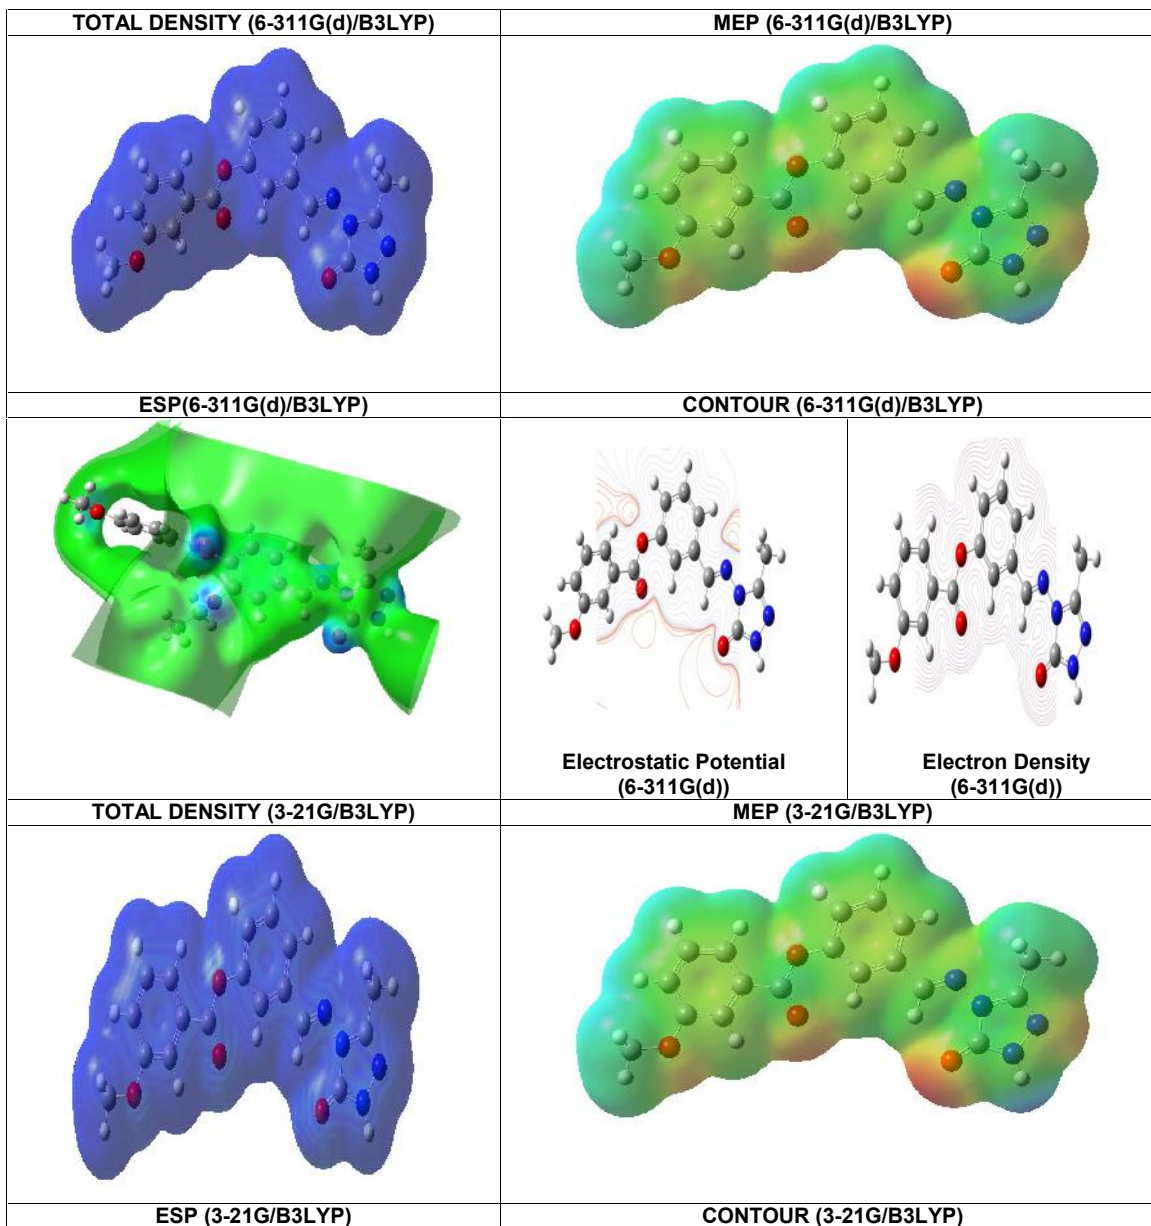 TOTAL DENSITY (6-311G(d)/B3LYP)
MEP (6-311G(d)/B3LYP)
ESP(6-311G(d)/B3LYP)
CONTOUR (6-311G(d)/B3LYP)
Electrostatic Potential
(6-311G(d))
Electron Density
(6-311G(d))
TOTAL DENSITY (3-21G/B3LYP)
MEP (3-21G/B3LYP)
ESP (3-21G/B3LYP)
CONTOUR (3-21G/B3LYP)